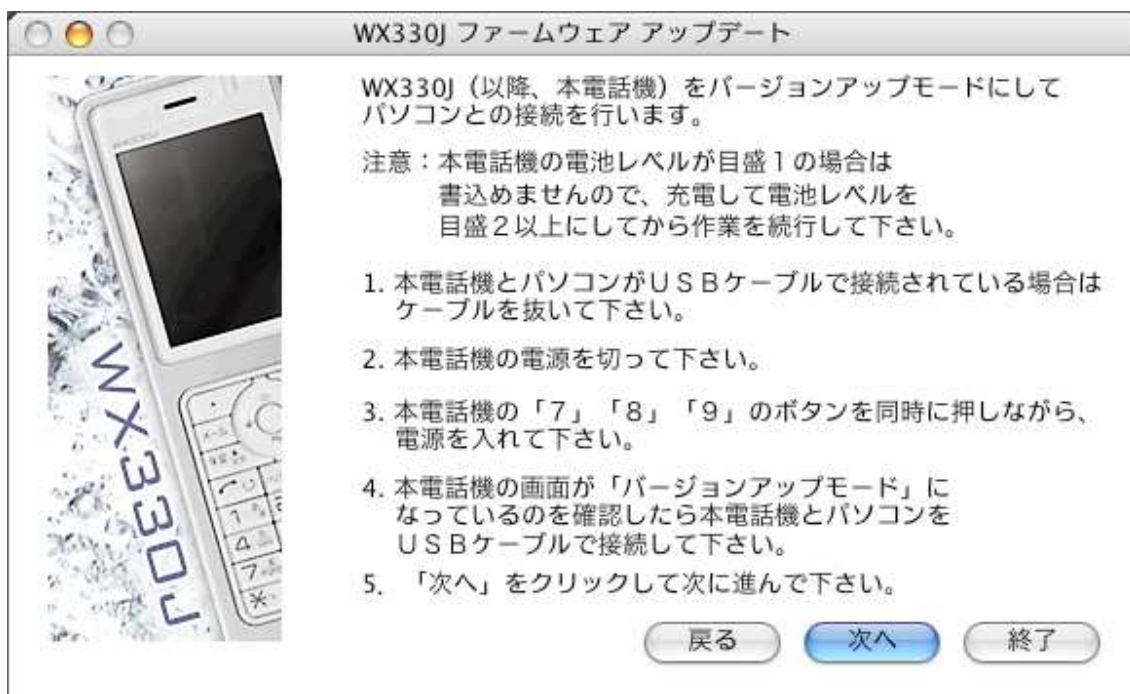 WX330J ファームウェア アップデート
WX330J（以降、本電話機）をバージョンアップモードにして
パソコンとの接続を行います。
注意：本電話機の電池レベルが目盛１の場合は
書込めませんので、充電して電池レベルを
目盛２以上にしてから作業を続行して下さい。
1. 本電話機とパソコンがＵＳＢケーブルで接続されている場合は
ケーブルを抜いて下さい。
2. 本電話機の電源を切って下さい。
3. 本電話機の「７」「８」「９」のボタンを同時に押しながら、
電源を入れて下さい。
4. 本電話機の画面が「バージョンアップモード」に
なっているのを確認したら本電話機とパソコンを
ＵＳＢケーブルで接続して下さい。
5. 「次へ」をクリックして次に進んで下さい。
戻る 次へ 終了
WX330J
1
4
7
*